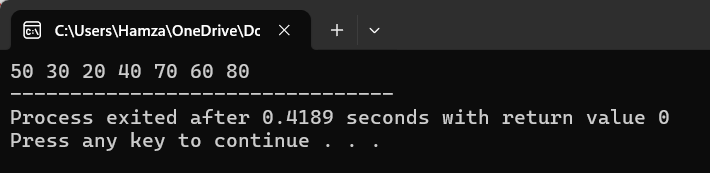 C:\Users\Hamza\OneDrive\Dc
50 30 20 40 70 60 80
--------------------------------
Process exited after 0.4189 seconds with return value 0
Press any key to continue . . .